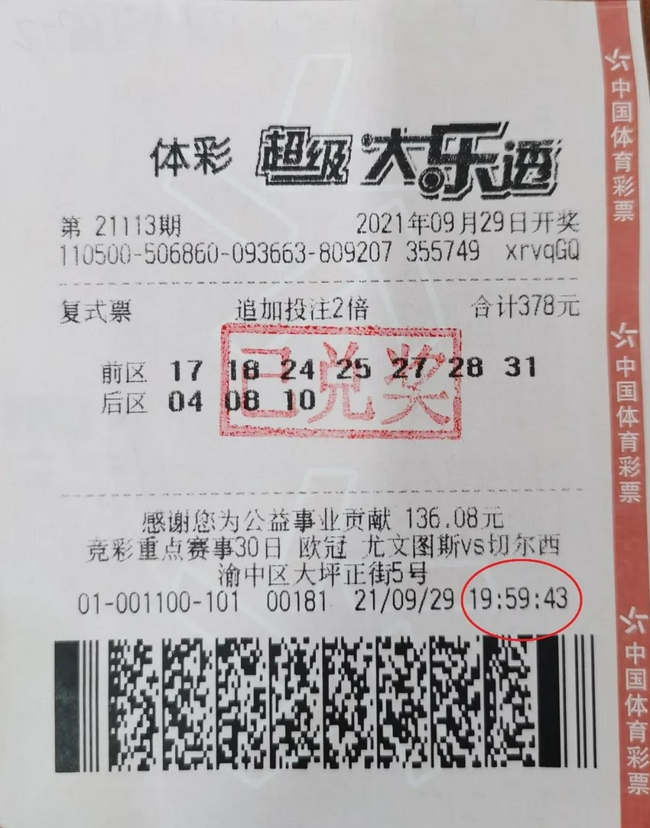 体彩 超级大乐透
第 21113期 2021年09月29日开奖
110500-506860-093663-809207 355749 xrvqGQ
复式票 追加投注2倍 合计378元
前区 17 18 24 25 27 28 31
后区 04 08 10
已兑奖
感谢您为公益事业贡献 136.08元
竞彩重点赛事30日 欧冠 尤文图斯vs切尔西
渝中区大坪正街5号
01-001100-101 00181 21/09/29 19:59:43
中国体育彩票
中国体育彩票
中国体育彩票